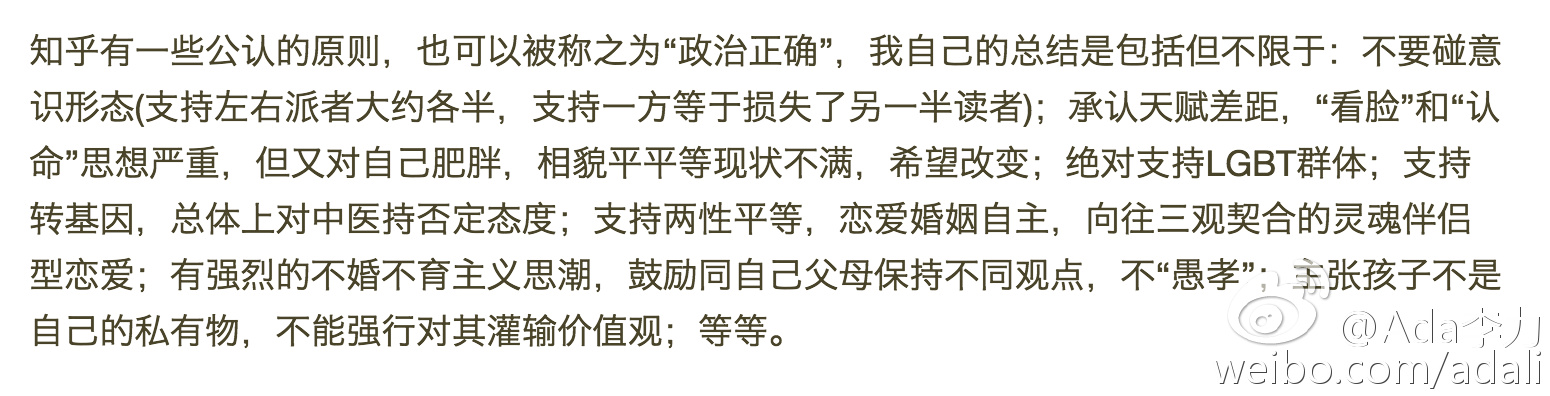 知乎有一些公认的原则，也可以被称之为“政治正确”，我自己的总结是包括但不限于：不要碰意
识形态(支持左右派者大约各半，支持一方等于损失了另一半读者)；承认天赋差距，“看脸”和“认
命”思想严重，但又对自己肥胖，相貌平平等现状不满，希望改变；绝对支持LGBT群体；支持
转基因，总体上对中医持否定态度；支持两性平等，恋爱婚姻自主，向往三观契合的灵魂伴侣
型恋爱；有强烈的不婚不育主义思潮，鼓励同自己父母保持不同观点，不“愚孝”；主张孩子不是
自己的私有物，不能强行对其灌输价值观；等等。
@Ada李力
weibo.com/adali